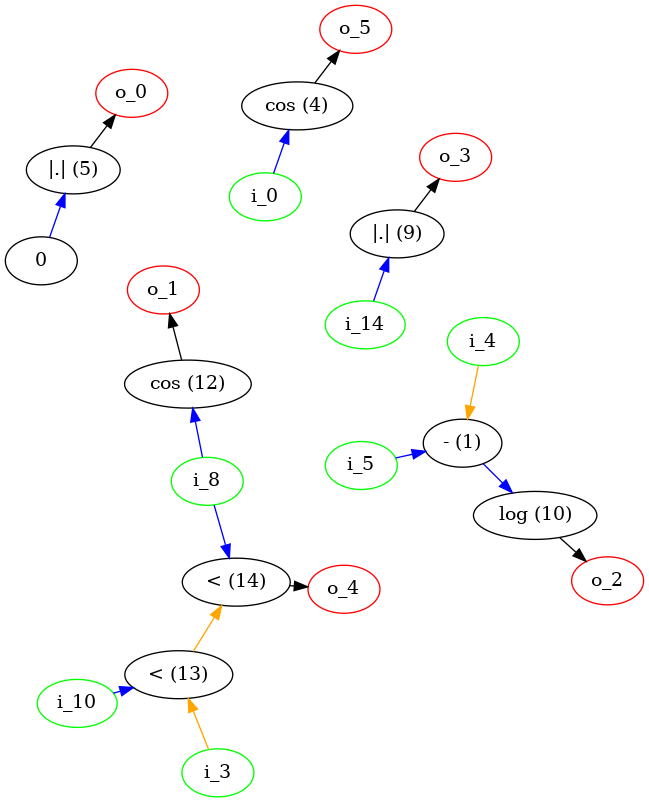 o_5
o_0
cos (4)
o_3
|.| (5)
i_0
|.| (9)
0
o_1
i_14
i_4
cos (12)
- (1)
i_5
i_8
log (10)
< (14)
o_4
o_2
< (13)
i_10
i_3